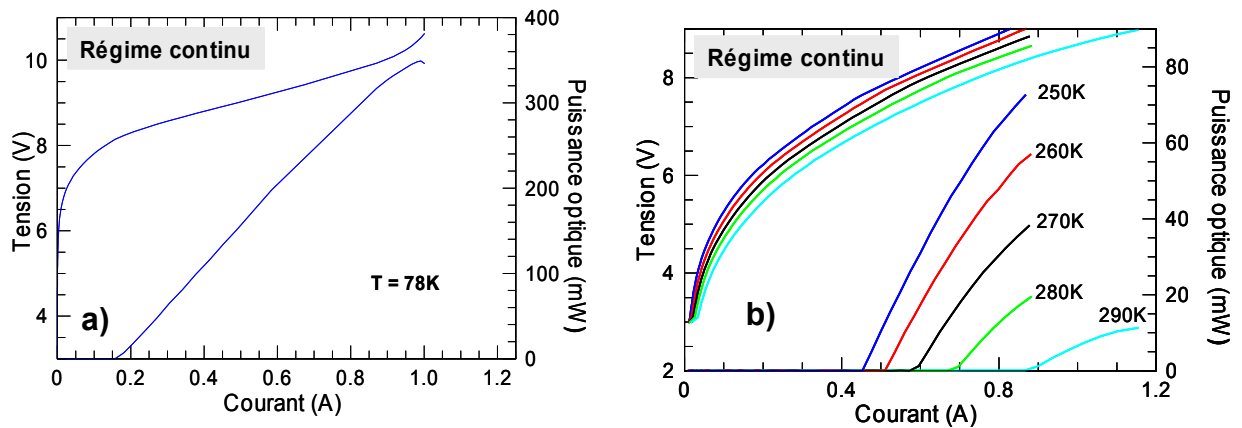 Régime continu
10
8
6
4
Tension (V)
400
300
200
100
0
Puissance optique (mW)
T = 78K
a)
0
0.2
0.4
0.6
0.8
1.0
1.2
Courant (A)
Régime continu
8
6
4
2
Tension (V)
80
60
40
20
0
Puissance optique (mW)
250K
260K
270K
280K
290K
b)
0
0.4
0.8
1.2
Courant (A)